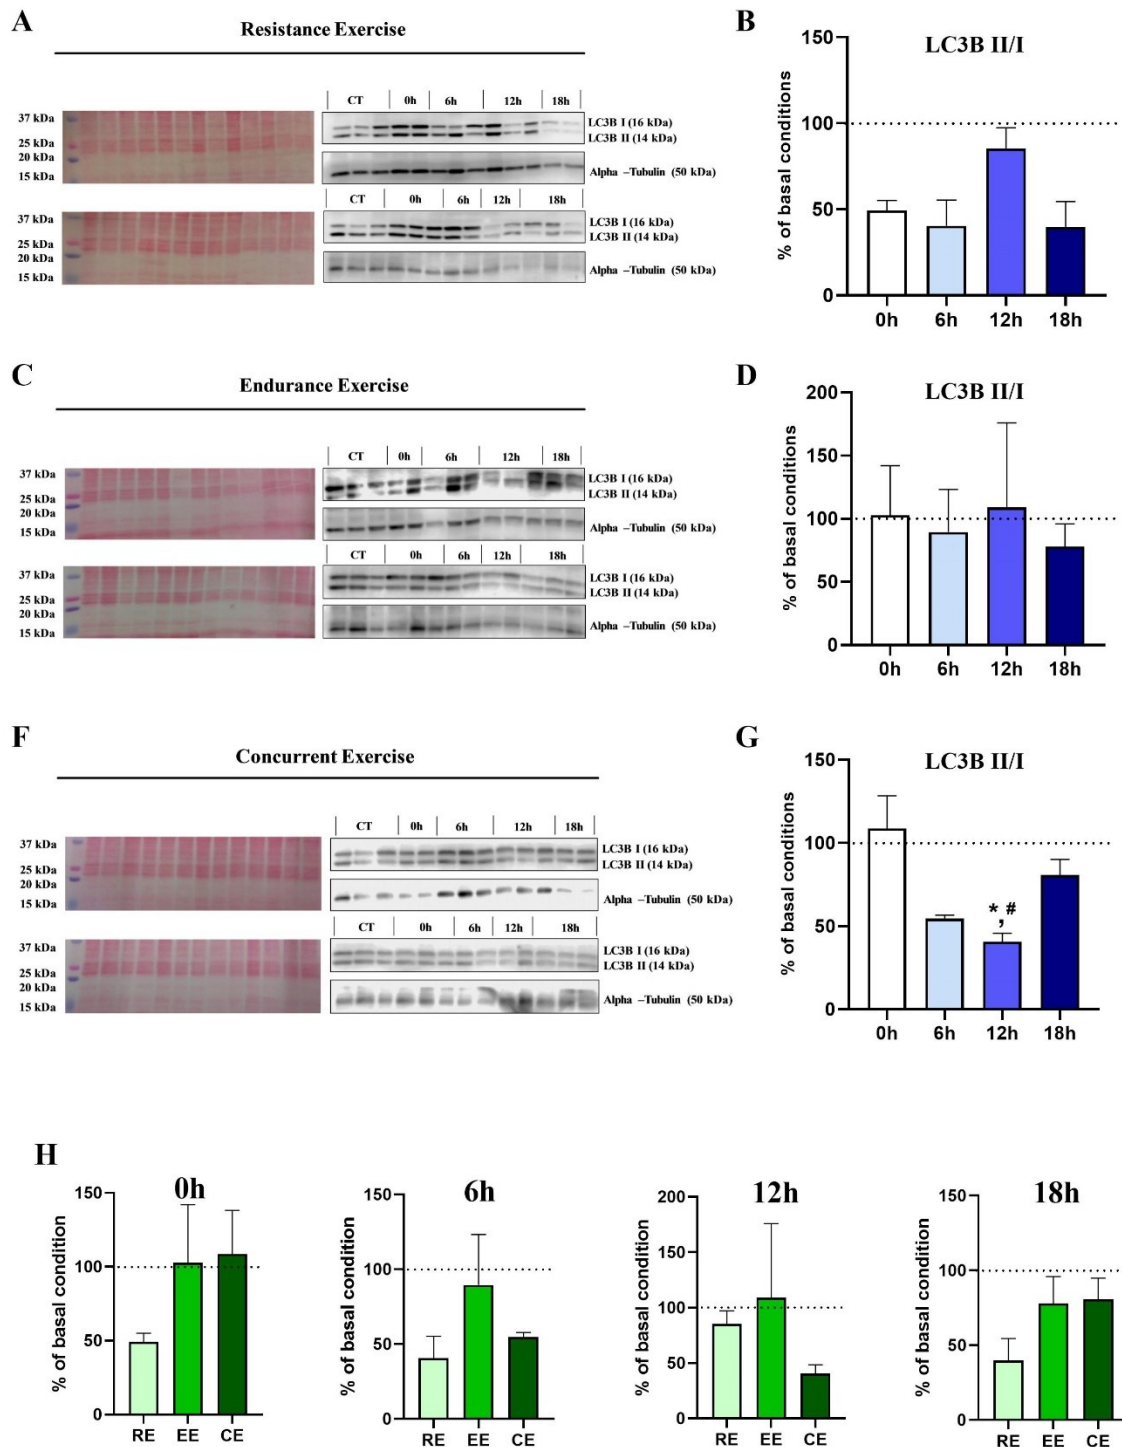 A
Resistance Exercise
CT 0h 6h 12h 18h
37 kDa
25 kDa
20 kDa
15 kDa
LC3B I (16 kDa)
LC3B II (14 kDa)
Alpha –Tubulin (50 kDa)
CT 0h 6h 12h 18h
37 kDa
25 kDa
20 kDa
15 kDa
LC3B I (16 kDa)
LC3B II (14 kDa)
Alpha –Tubulin (50 kDa)
B
LC3B II/I
% of basal conditions
150
100
50
0
0h 6h 12h 18h
C
Endurance Exercise
CT 0h 6h 12h 18h
37 kDa
25 kDa
20 kDa
15 kDa
LC3B I (16 kDa)
LC3B II (14 kDa)
Alpha –Tubulin (50 kDa)
CT 0h 6h 12h 18h
37 kDa
25 kDa
20 kDa
15 kDa
LC3B I (16 kDa)
LC3B II (14 kDa)
Alpha –Tubulin (50 kDa)
D
LC3B II/I
% of basal conditions
200
150
100
50
0
0h 6h 12h 18h
F
Concurrent Exercise
CT 0h 6h 12h 18h
37 kDa
25 kDa
20 kDa
15 kDa
LC3B I (16 kDa)
LC3B II (14 kDa)
Alpha –Tubulin (50 kDa)
CT 0h 6h 12h 18h
37 kDa
25 kDa
20 kDa
15 kDa
LC3B I (16 kDa)
LC3B II (14 kDa)
Alpha –Tubulin (50 kDa)
G
LC3B II/I
% of basal conditions
150
100
50
0
*,#
0h 6h 12h 18h
H
0h
% of basal condition
150
100
50
0
RE EE CE
6h
% of basal condition
150
100
50
0
RE EE CE
12h
% of basal condition
200
150
100
50
0
RE EE CE
18h
% of basal condition
150
100
50
0
RE EE CE